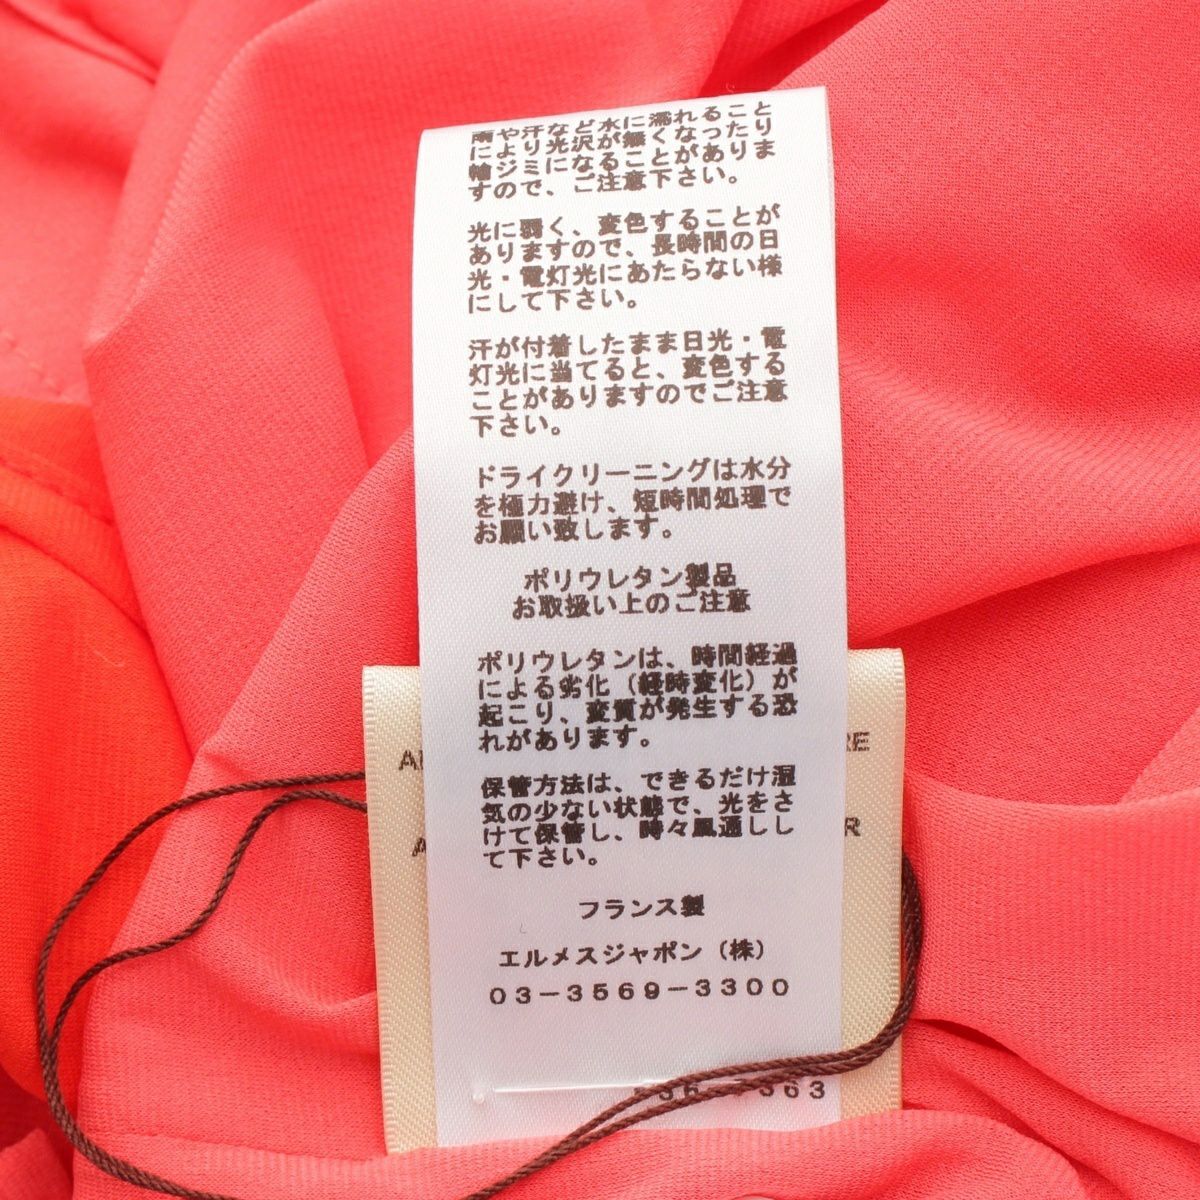 雨や汗など水に濡れること
により光沢が無くなったり
輪ジミになることがありま
すので、ご注意下さい。
光に弱く、変色することが
ありますので、長時間の日
光・電灯光にあたらない様
にして下さい。
汗が付着したまま日光・電
灯光に当てると、変色する
ことがありますのでご注意
下さい。
ドライクリーニングは水分
を極力避け、短時間処理で
お願い致します。
ポリウレタン製品
お取扱い上のご注意
ポリウレタンは、時間経過
による劣化（経時変化）が
起こり、変質が発生する恐
れがあります。
保管方法は、できるだけ湿
気の少ない状態で、光をさ
けて保管し、時々風通しし
て下さい。
フランス製
エルメスジャポン（株）
03-3569-3300